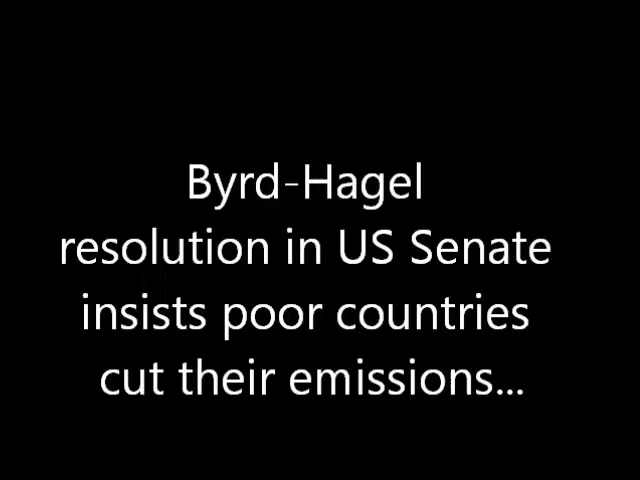 Byrd-Hagel
resolution in US Senate
insists poor countries
cut their emissions...